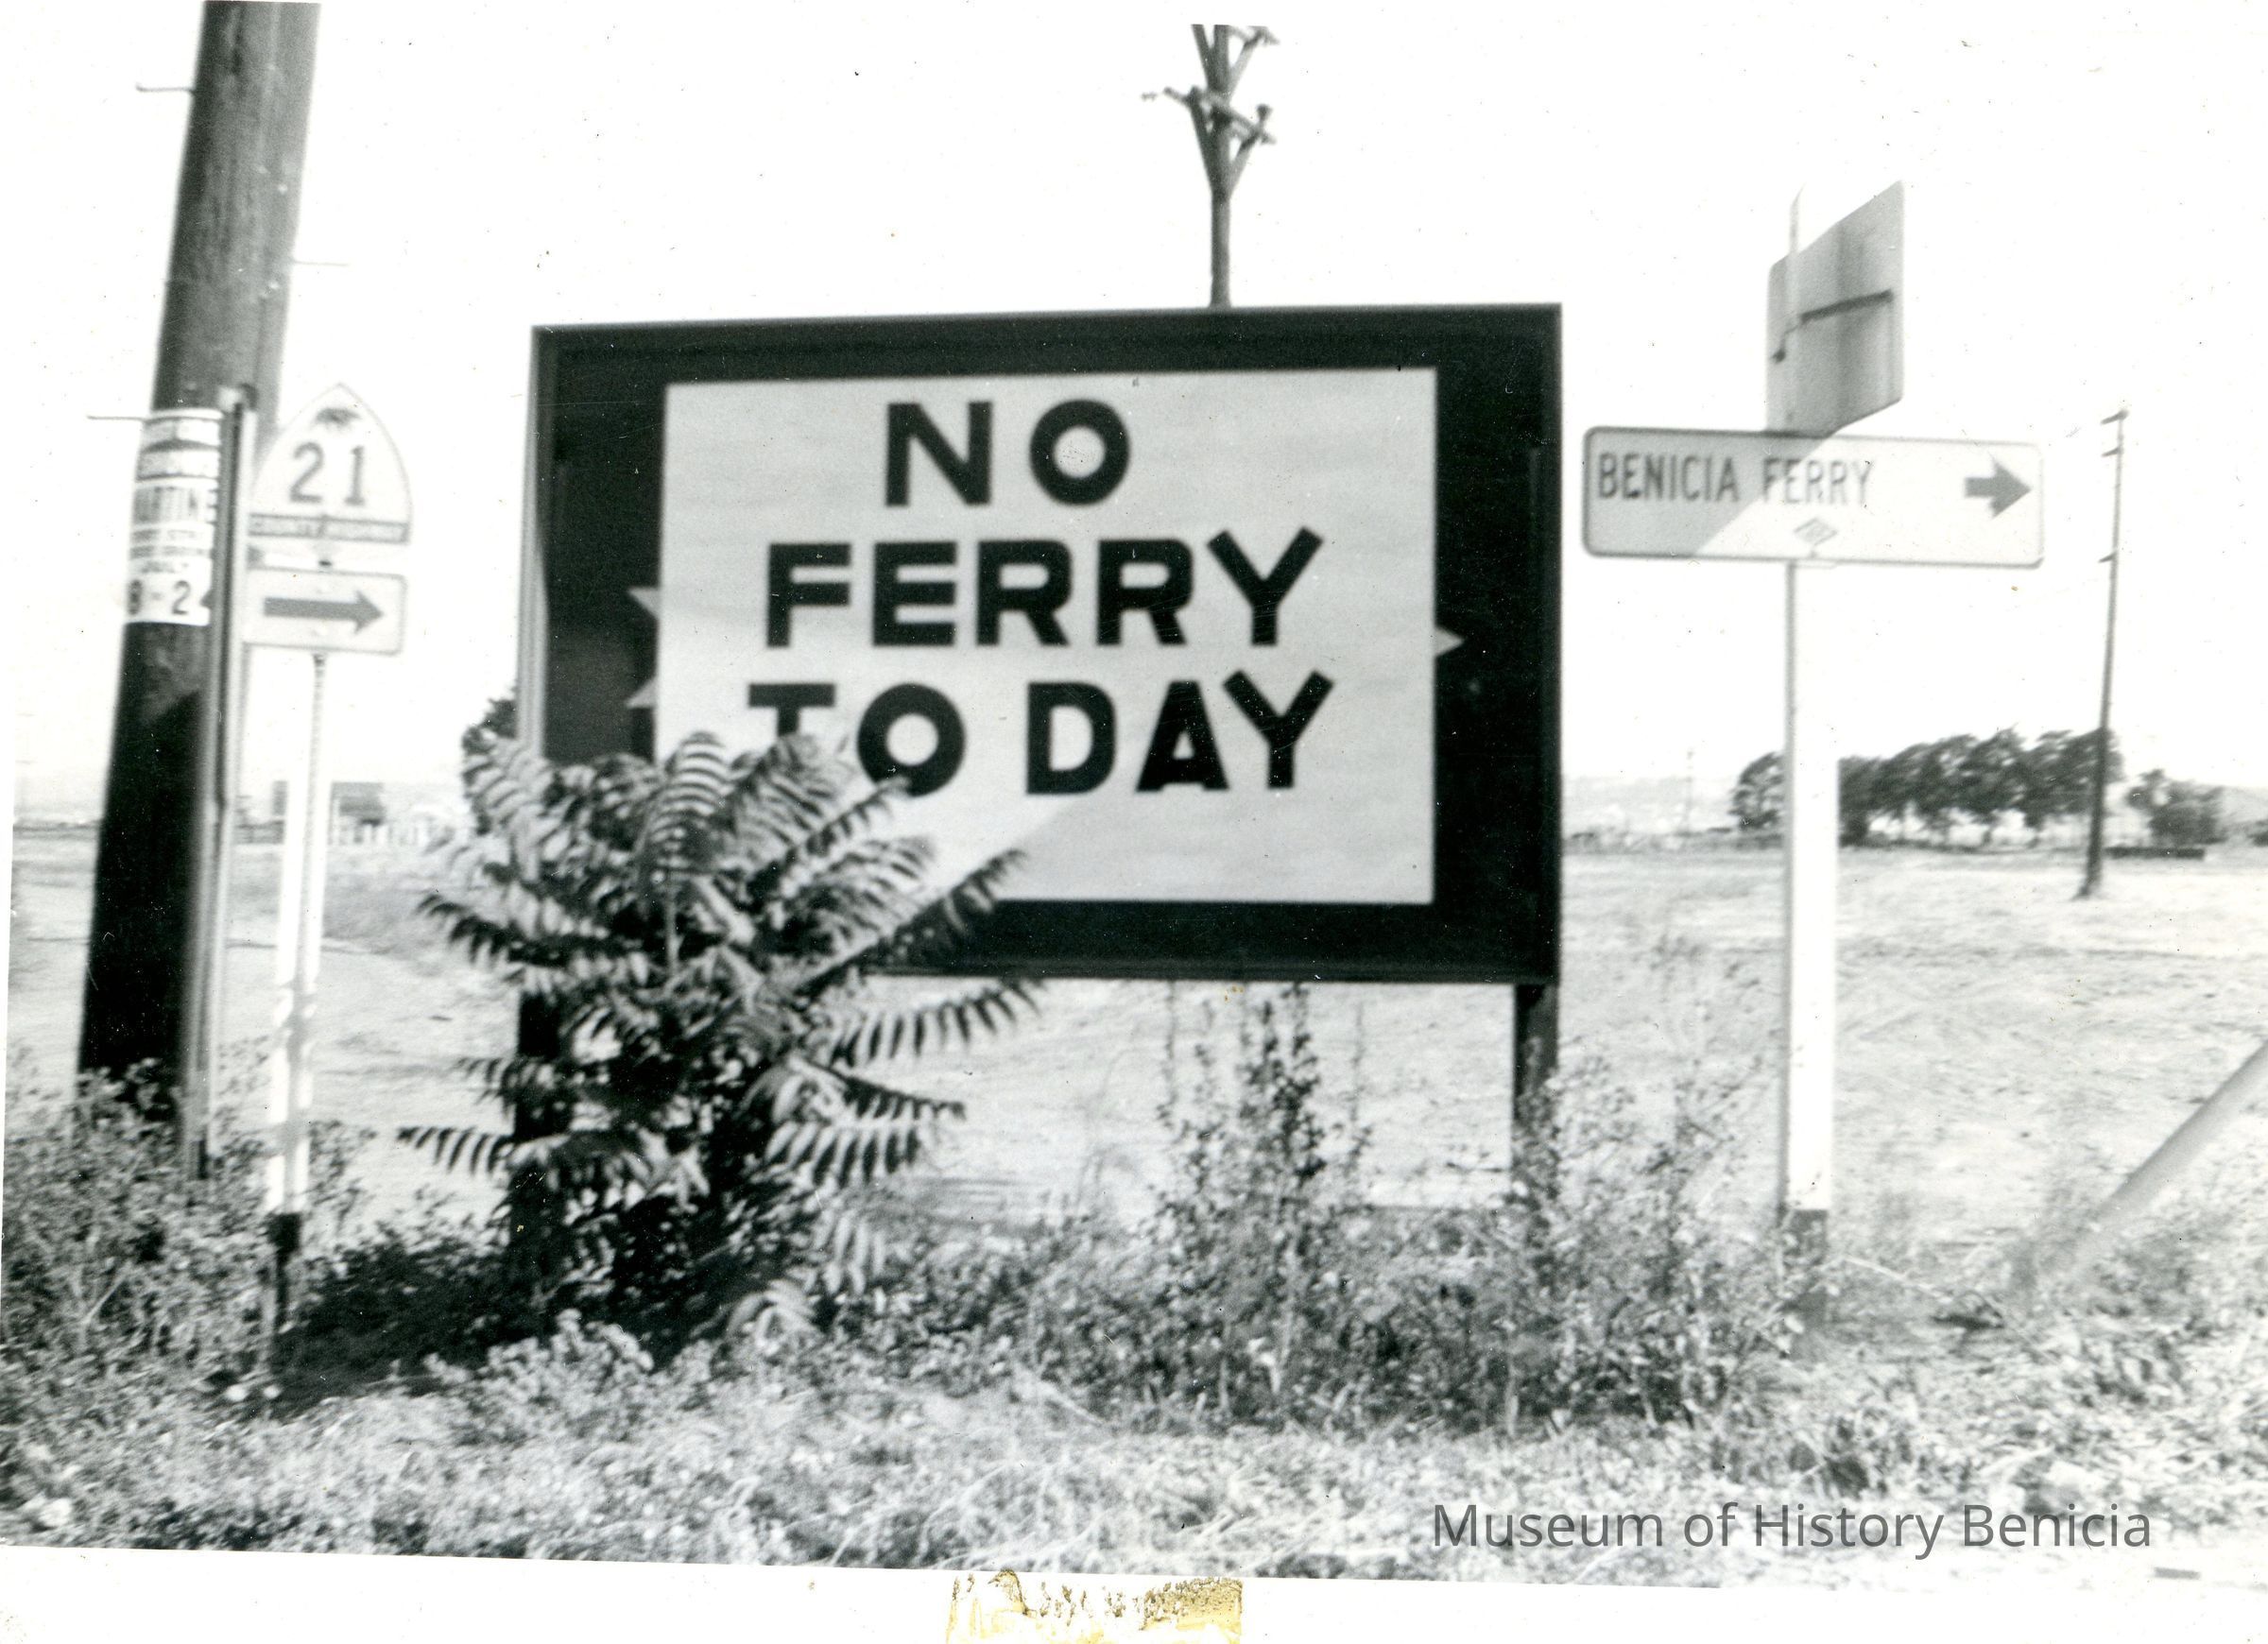 21
NO
FERRY
TO DAY
BENICIA FERRY
Museum of History Benicia